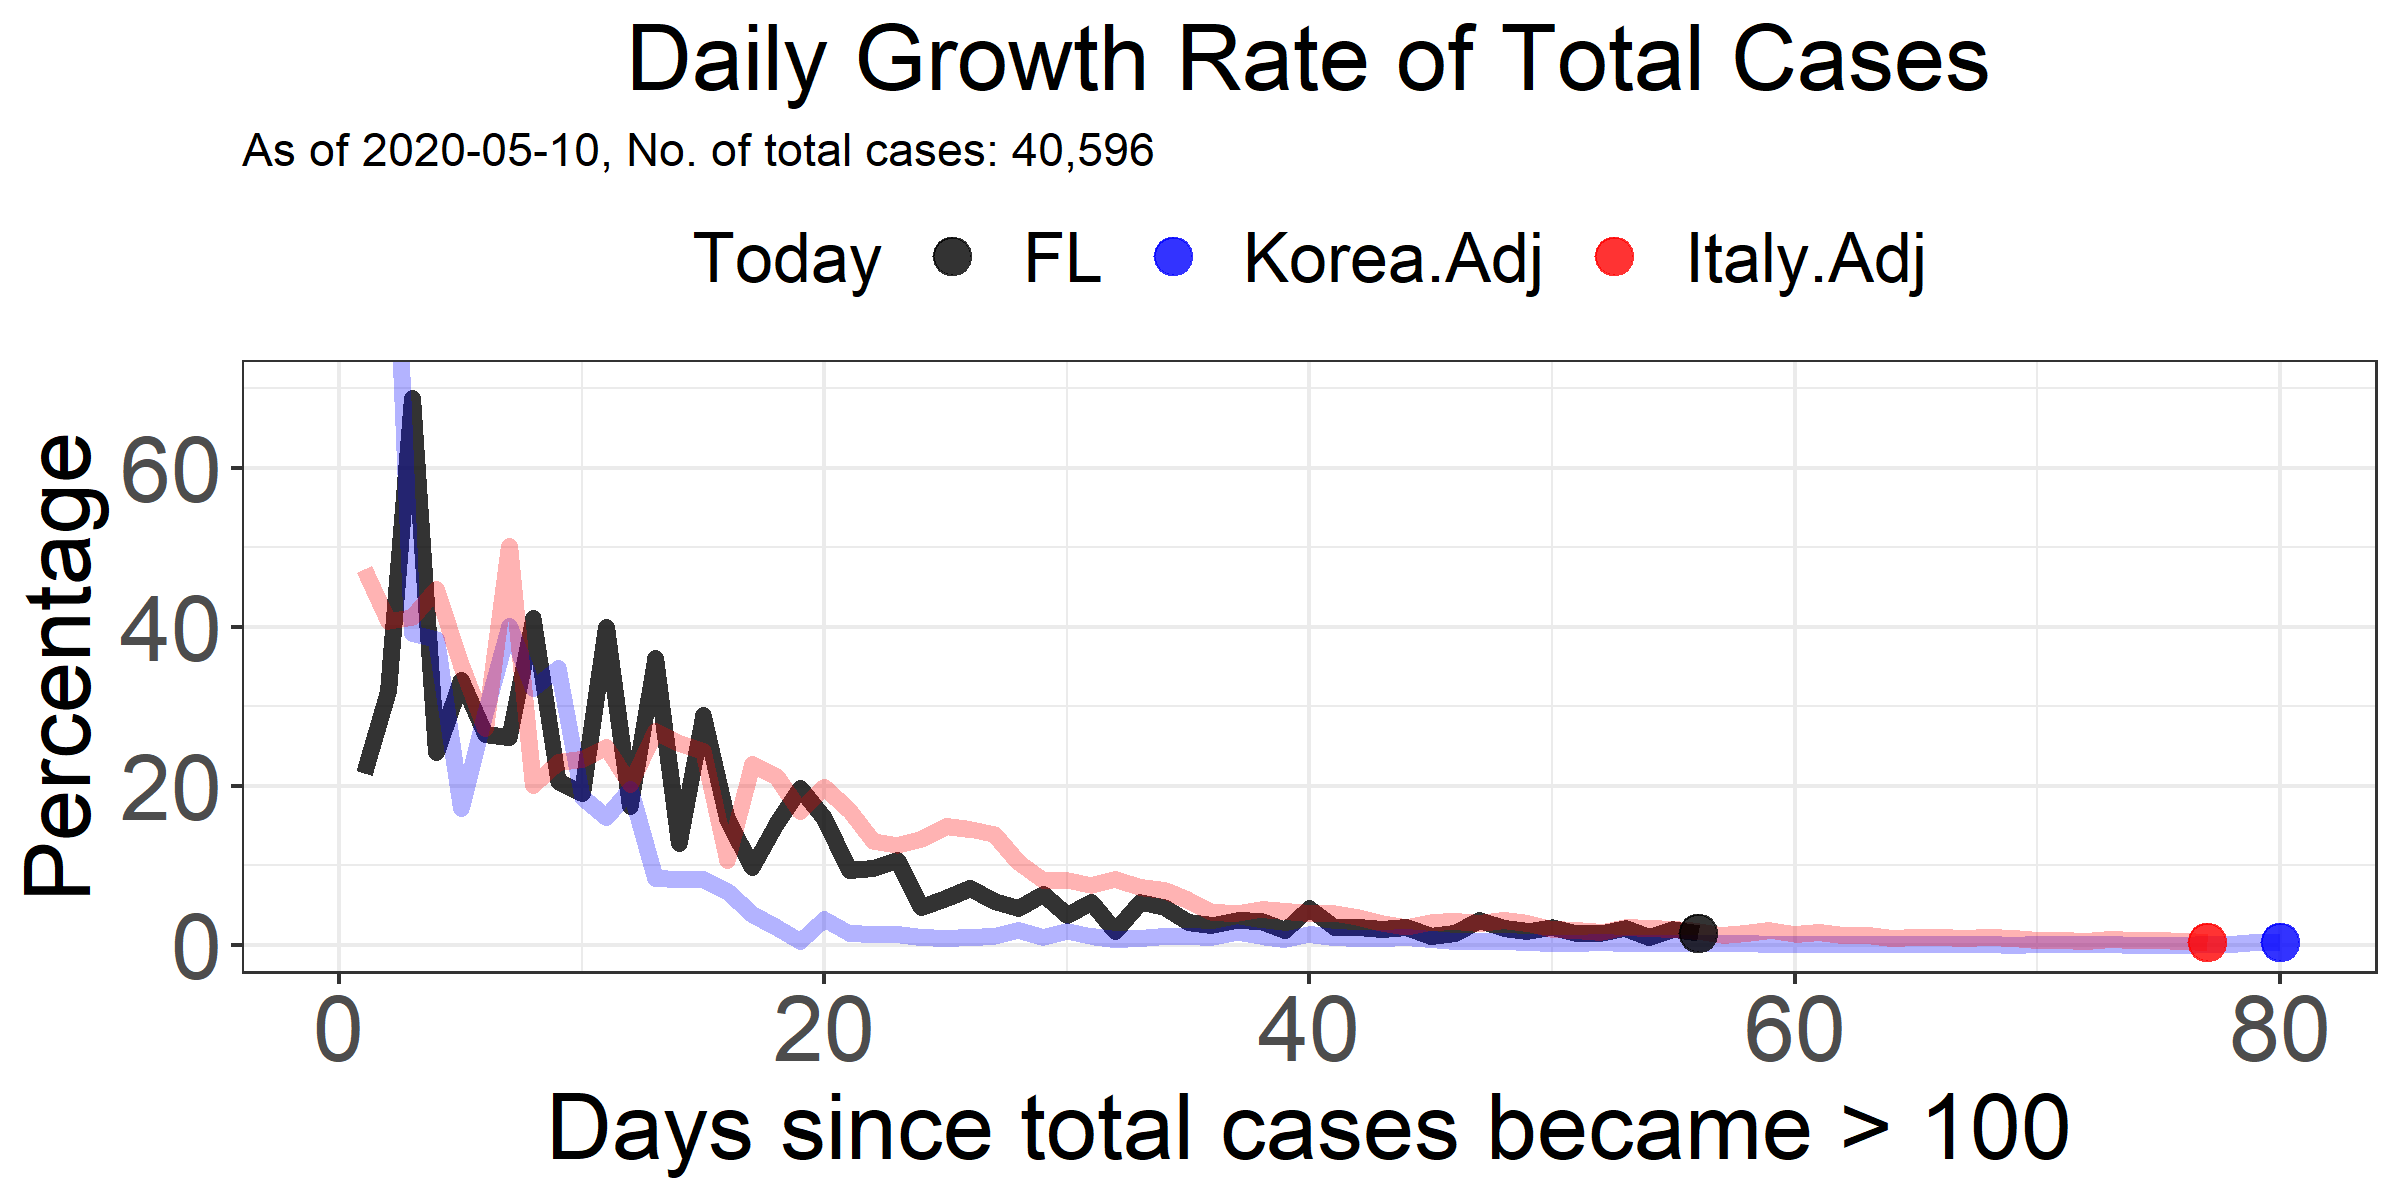 Daily Growth Rate of Total Cases
As of 2020-05-10, No. of total cases: 40,596
Today FL Korea.Adj Italy.Adj
Percentage
60
40
20
0
0 20 40 60 80
Days since total cases became > 100